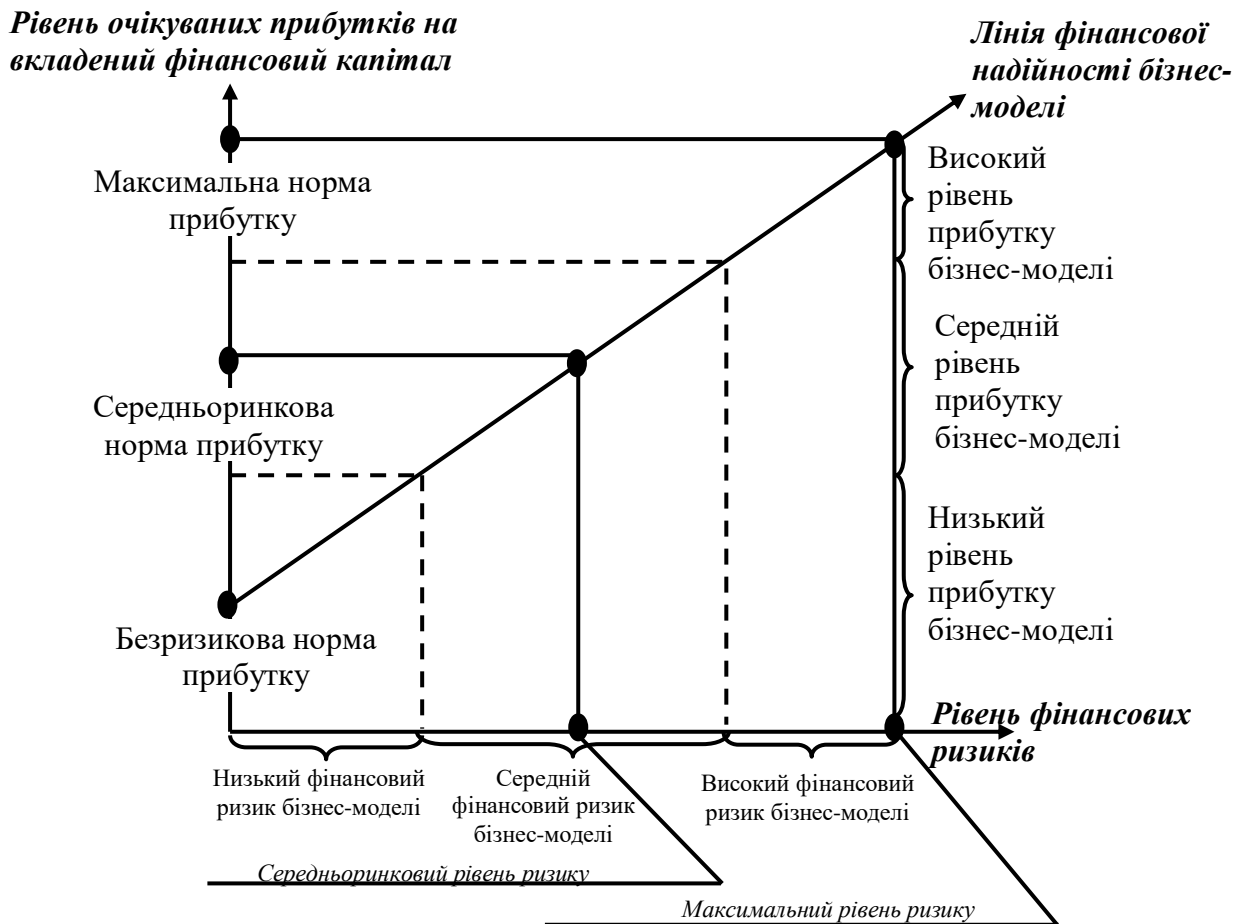 Рівень очікуваних прибутків на
вкладений фінансовий капітал
Лінія фінансової
надійності бізнес-
моделі
Максимальна норма
прибутку
Високий
рівень
прибутку
бізнес-моделі
Середній
рівень
прибутку
бізнес-моделі
Середньоринкова
норма прибутку
Низький
рівень
прибутку
бізнес-моделі
Безризикова норма
прибутку
Рівень фінансових
ризиків
Низький фінансовий
ризик бізнес-моделі
Середній
фінансовий ризик
бізнес-моделі
Високий фінансовий
ризик бізнес-моделі
Середньоринковий рівень ризику
Максимальний рівень ризику